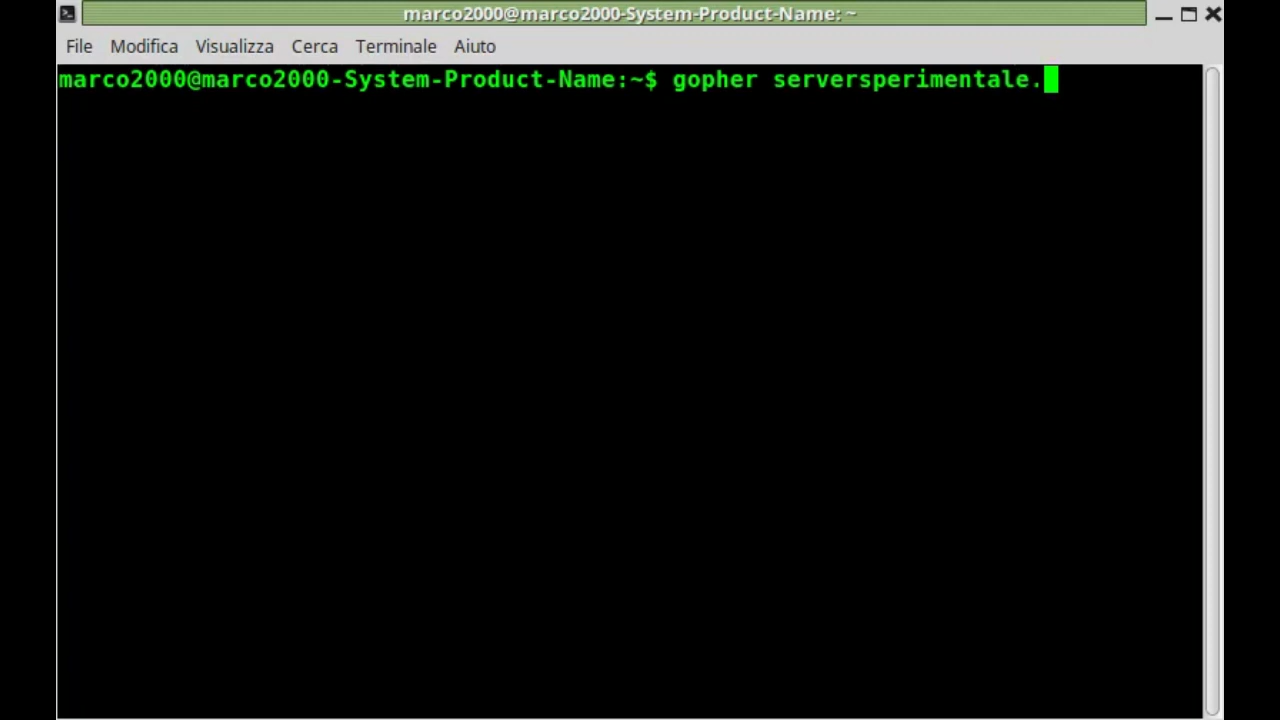 marco2000@marco2000-System-Product-Name: ~
File Modifica Visualizza Cerca Terminale Aiuto
marco2000@marco2000-System-Product-Name:~$ gopher serversperimentale.